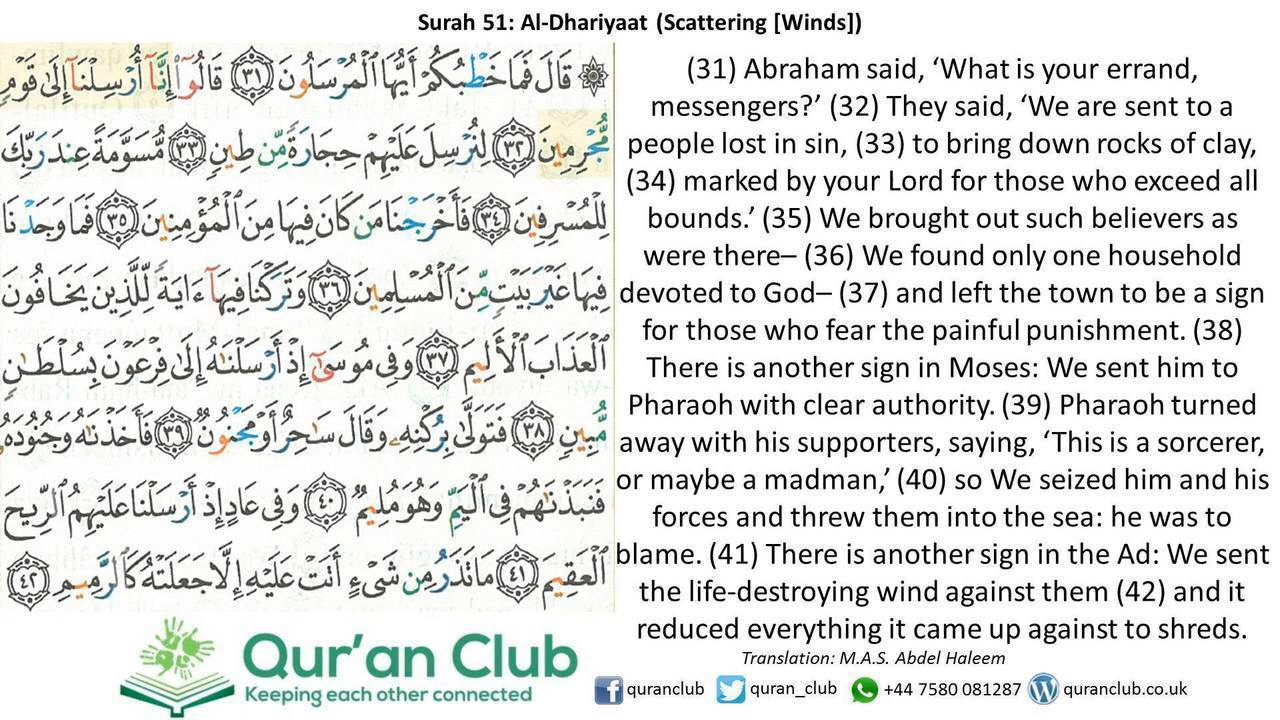 Surah 51: Al-Dhariyaat (Scattering [Winds])
۞ قَالَ فَمَا خَطۡبُكُمۡ أَيُّهَا ٱلۡمُرۡسَلُونَ ٣١ قَالُوٓاْ إِنَّآ أُرۡسِلۡنَآ إِلَىٰ قَوۡمٖ
مُّجۡرِمِينَ ٣٢ لِنُرۡسِلَ عَلَيۡهِمۡ حِجَارَةٗ مِّن طِينٖ ٣٣ مُّسَوَّمَةً عِندَ رَبِّكَ
لِلۡمُسۡرِفِينَ ٣٤ فَأَخۡرَجۡنَا مَن كَانَ فِيهَا مِنَ ٱلۡمُؤۡمِنِينَ ٣٥ فَمَا وَجَدۡنَا
فِيهَا غَيۡرَ بَيۡتٖ مِّنَ ٱلۡمُسۡلِمِينَ ٣٦ وَتَرَكۡنَا فِيهَآ ءَايَةٗ لِّلَّذِينَ يَخَافُونَ
ٱلۡعَذَابَ ٱلۡأَلِيمَ ٣٧ وَفِي مُوسَىٰٓ إِذۡ أَرۡسَلۡنَٰهُ إِلَىٰ فِرۡعَوۡنَ بِسُلۡطَٰنٖ
مُّبِينٖ ٣٨ فَتَوَلَّىٰ بِرُكۡنِهِۦ وَقَالَ سَٰحِرٌ أَوۡ مَجۡنُونٞ ٣٩ فَأَخَذۡنَٰهُ وَجُنُودَهُۥ
فَنَبَذۡنَٰهُمۡ فِي ٱلۡيَمِّ وَهُوَ مُلِيمٞ ٤٠ وَفِي عَادٍ إِذۡ أَرۡسَلۡنَا عَلَيۡهِمُ ٱلرِّيحَ
ٱلۡعَقِيمَ ٤١ مَا تَذَرُ مِن شَيۡءٍ أَتَتۡ عَلَيۡهِ إِلَّا جَعَلَتۡهُ كَٱلرَّمِيمِ ٤٢
(31) Abraham said, ‘What is your errand,
messengers?’ (32) They said, ‘We are sent to a
people lost in sin, (33) to bring down rocks of clay,
(34) marked by your Lord for those who exceed all
bounds.’ (35) We brought out such believers as
were there– (36) We found only one household
devoted to God– (37) and left the town to be a sign
for those who fear the painful punishment. (38)
There is another sign in Moses: We sent him to
Pharaoh with clear authority. (39) Pharaoh turned
away with his supporters, saying, ‘This is a sorcerer,
or maybe a madman,’ (40) so We seized him and his
forces and threw them into the sea: he was to
blame. (41) There is another sign in the Ad: We sent
the life-destroying wind against them (42) and it
reduced everything it came up against to shreds.
Translation: M.A.S. Abdel Haleem
Qur’an Club
Keeping each other connected
quranclub quran_club +44 7580 081287 quranclub.co.uk